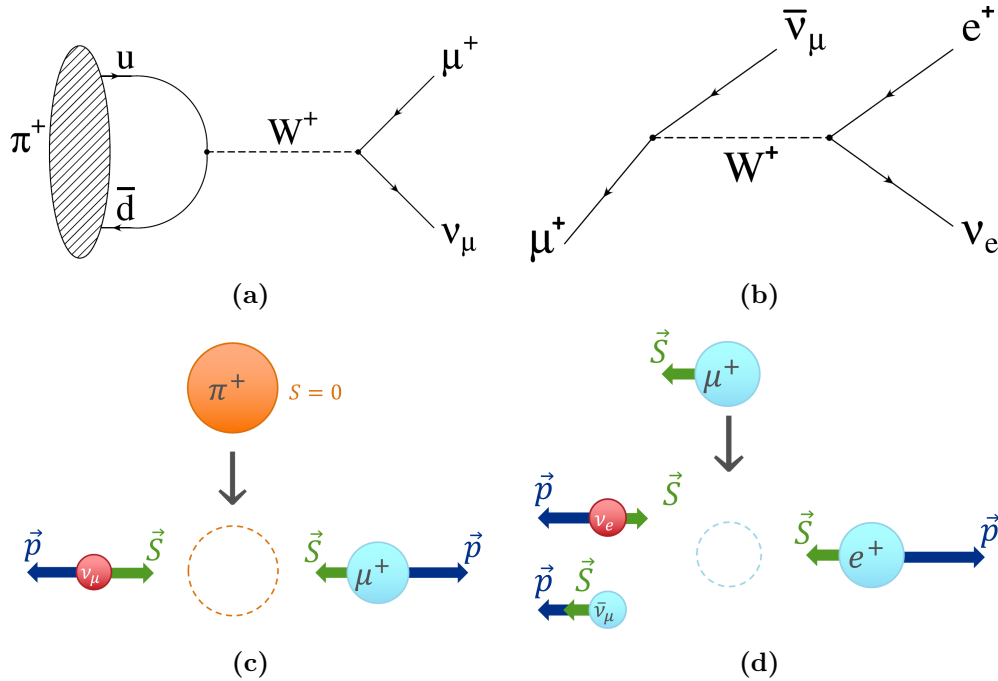 π⁺
u
d̄
W⁺
μ⁺
ν_μ
(a)
ν̄_μ
e⁺
W⁺
μ⁺
ν_e
(b)
π⁺ S = 0
p⃗ ν_μ S⃗
S⃗ μ⁺ p⃗
(c)
S⃗ μ⁺
p⃗ ν_e S⃗
p⃗ S⃗ ν̄_μ
S⃗ e⁺ p⃗
(d)